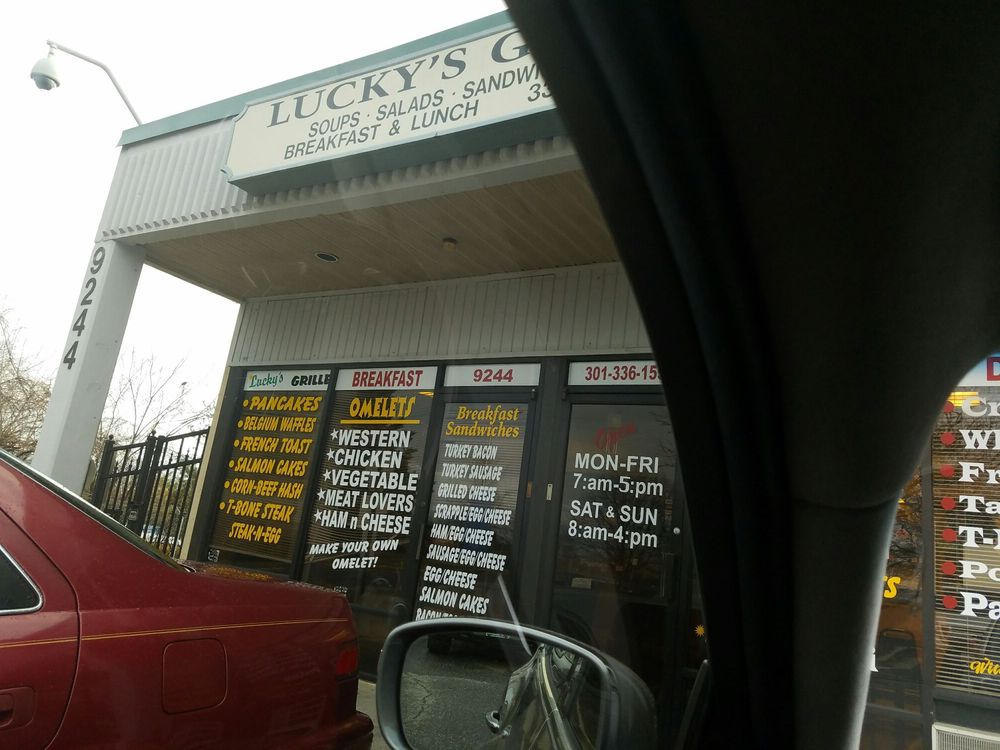 LUCKY'S
SOUPS · SALADS ·
BREAKFAST & LUNCH
9244
Lucky's GRILLE
• PANCAKES
• BELGIUM WAFFLES
• FRENCH TOAST
• SALMON CAKES
• CORN-BEEF HASH
• T-BONE STEAK
STEAK-N-EGG
BREAKFAST
OMELETS
★WESTERN
★CHICKEN
★VEGETABLE
★MEAT LOVERS
★HAM n CHEESE
MAKE YOUR OWN
OMELET!
9244
Breakfast
Sandwiches
TURKEY BACON
TURKEY SAUSAGE
GRILLED CHEESE
SCRAPPLE EGG/CHEESE
HAM/EGG/CHEESE
SAUSAGE/EGG/CHEESE
EGG/CHEESE
SALMON CAKES
301-336-15
Open
MON-FRI
7:am-5:pm
SAT & SUN
8:am-4:pm